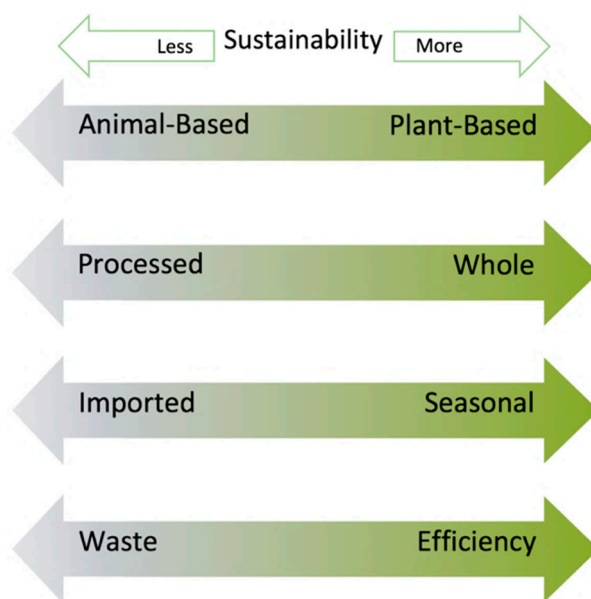 Less Sustainability More
Animal-Based Plant-Based
Processed Whole
Imported Seasonal
Waste Efficiency